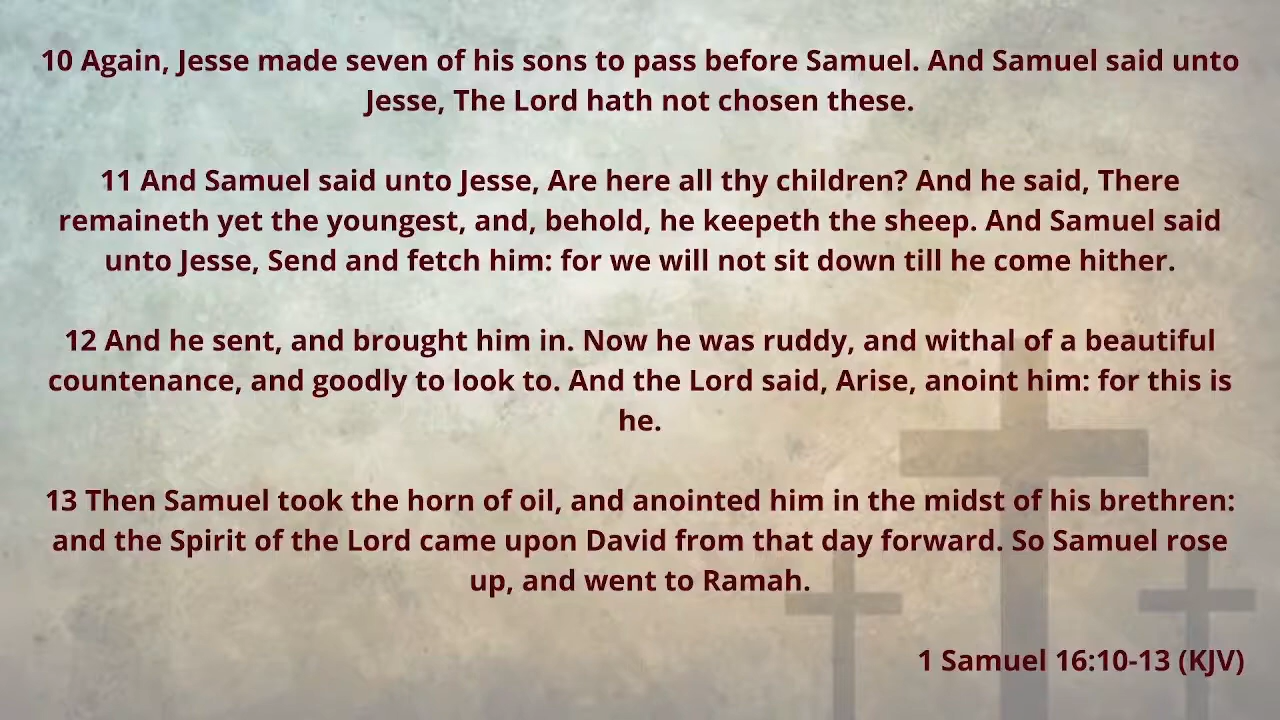 10 Again, Jesse made seven of his sons to pass before Samuel. And Samuel said unto
Jesse, The Lord hath not chosen these.
11 And Samuel said unto Jesse, Are here all thy children? And he said, There
remaineth yet the youngest, and, behold, he keepeth the sheep. And Samuel said
unto Jesse, Send and fetch him: for we will not sit down till he come hither.
12 And he sent, and brought him in. Now he was ruddy, and withal of a beautiful
countenance, and goodly to look to. And the Lord said, Arise, anoint him: for this is
he.
13 Then Samuel took the horn of oil, and anointed him in the midst of his brethren:
and the Spirit of the Lord came upon David from that day forward. So Samuel rose
up, and went to Ramah.
1 Samuel 16:10-13 (KJV)